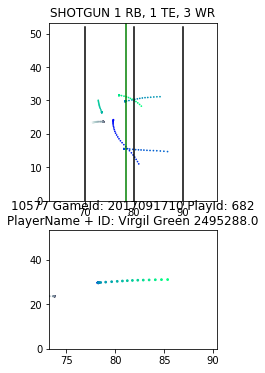 SHOTGUN 1 RB, 1 TE, 3 WR
50
40
30
20
10
0
70 80 90
10577 GameId: 2017091710 PlayId: 682
PlayerName + ID: Virgil Green 2495288.0
40
20
0
75 80 85 90